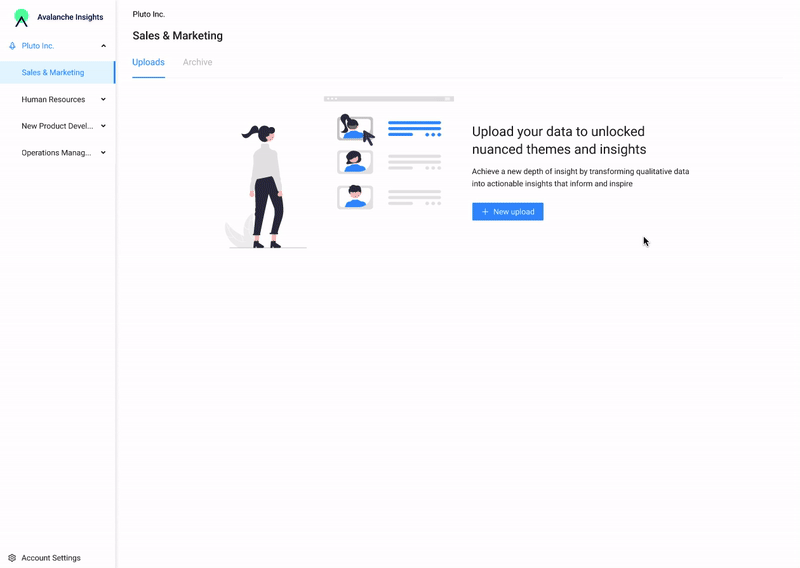 Avalanche Insights
Pluto Inc.
Sales & Marketing
Human Resources
New Product Devel...
Operations Manag...
Account Settings
Pluto Inc.
Sales & Marketing
Uploads
Archive
Upload your data to unlocked
nuanced themes and insights
Achieve a new depth of insight by transforming qualitative data
into actionable insights that inform and inspire
+ New upload